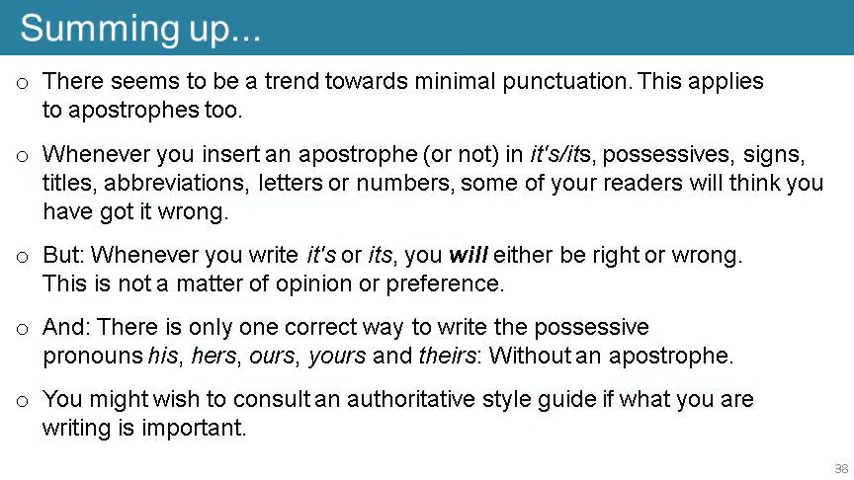 Summing up...
o There seems to be a trend towards minimal punctuation. This applies
to apostrophes too.
o Whenever you insert an apostrophe (or not) in it's/its, possessives, signs,
titles, abbreviations, letters or numbers, some of your readers will think you
have got it wrong.
o But: Whenever you write it's or its, you will either be right or wrong.
This is not a matter of opinion or preference.
o And: There is only one correct way to write the possessive
pronouns his, hers, ours, yours and theirs: Without an apostrophe.
o You might wish to consult an authoritative style guide if what you are
writing is important.
38